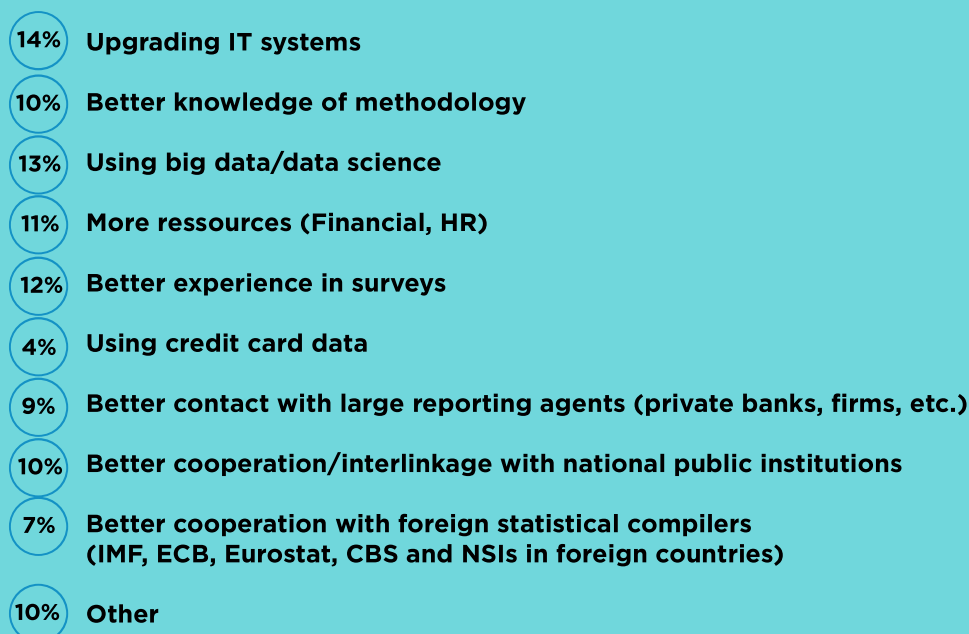 14% Upgrading IT systems
10% Better knowledge of methodology
13% Using big data/data science
11% More ressources (Financial, HR)
12% Better experience in surveys
4% Using credit card data
9% Better contact with large reporting agents (private banks, firms, etc.)
10% Better cooperation/interlinkage with national public institutions
7% Better cooperation with foreign statistical compilers
(IMF, ECB, Eurostat, CBS and NSIs in foreign countries)
10% Other